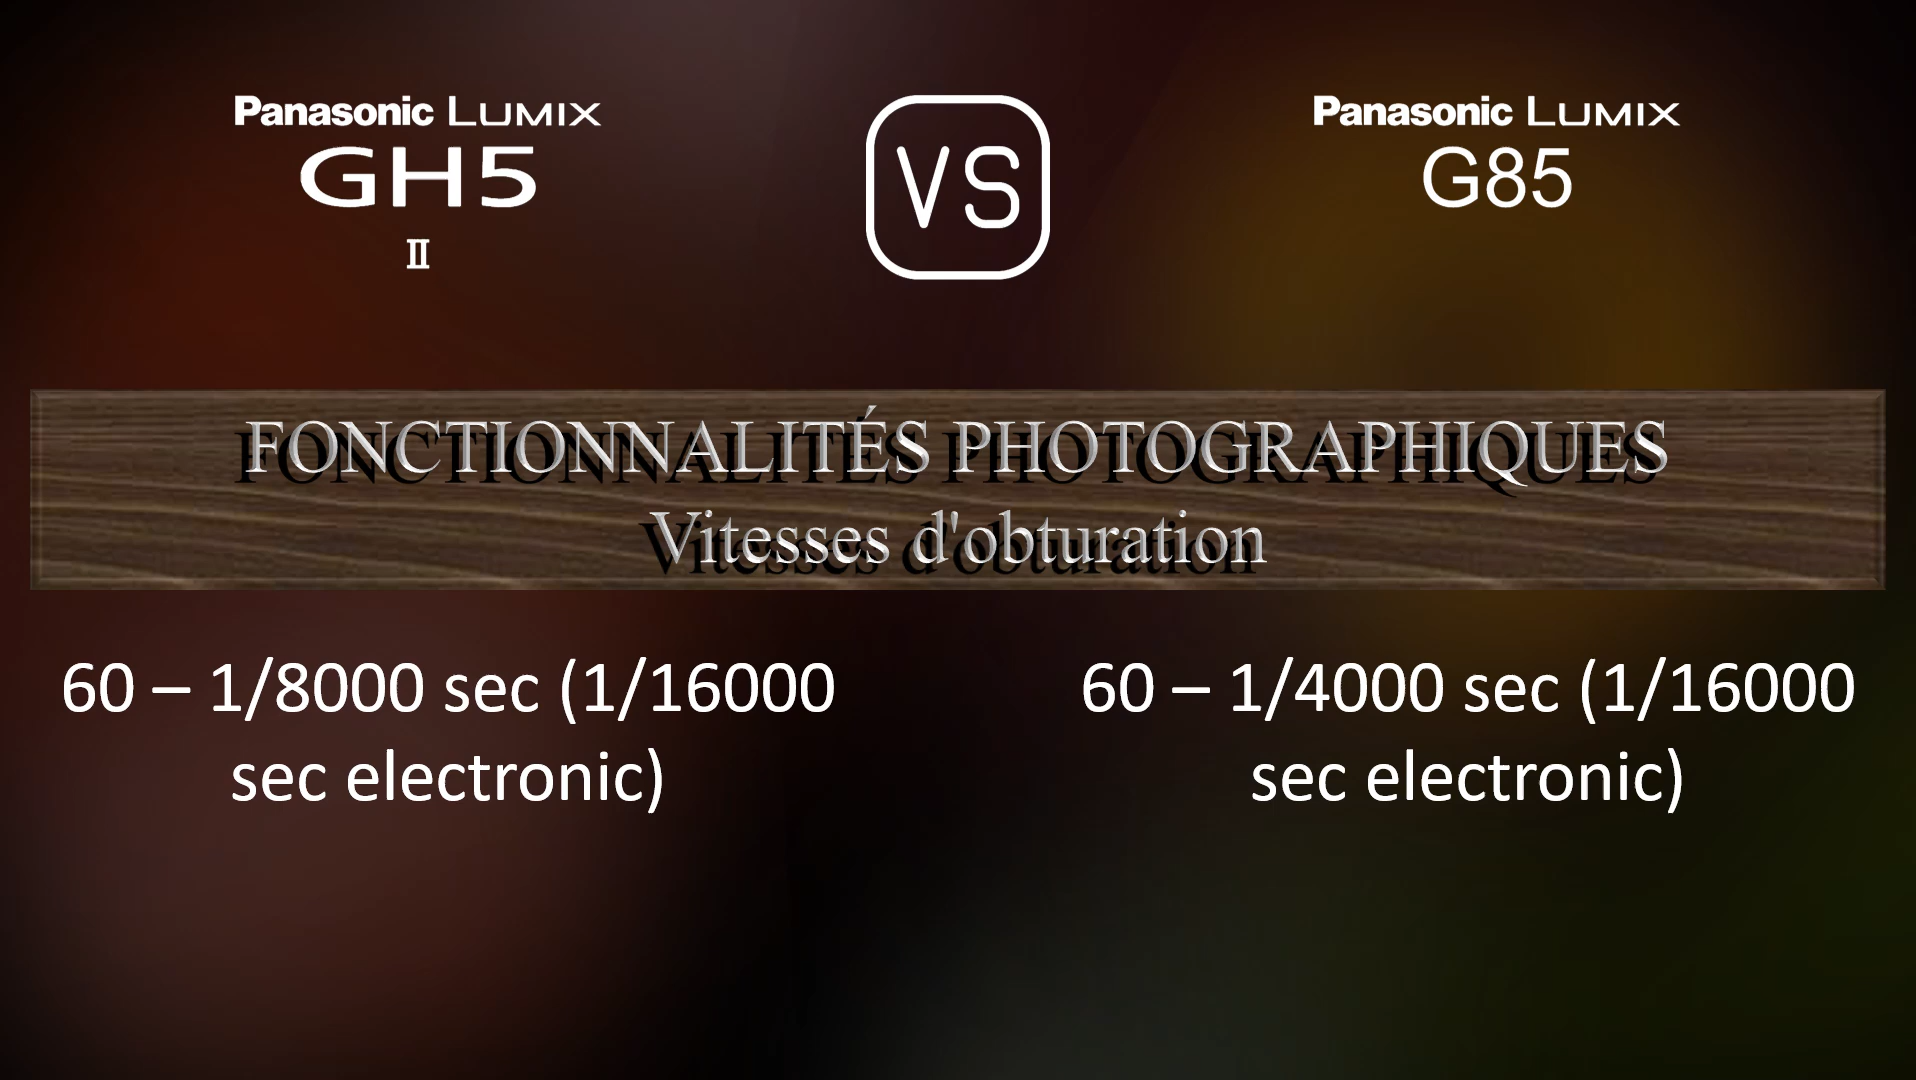 Panasonic LUMIX
GH5
II
VS
Panasonic LUMIX
G85
FONCTIONNALITÉS PHOTOGRAPHIQUES
Vitesses d'obturation
60 – 1/8000 sec (1/16000
sec electronic)
60 – 1/4000 sec (1/16000
sec electronic)